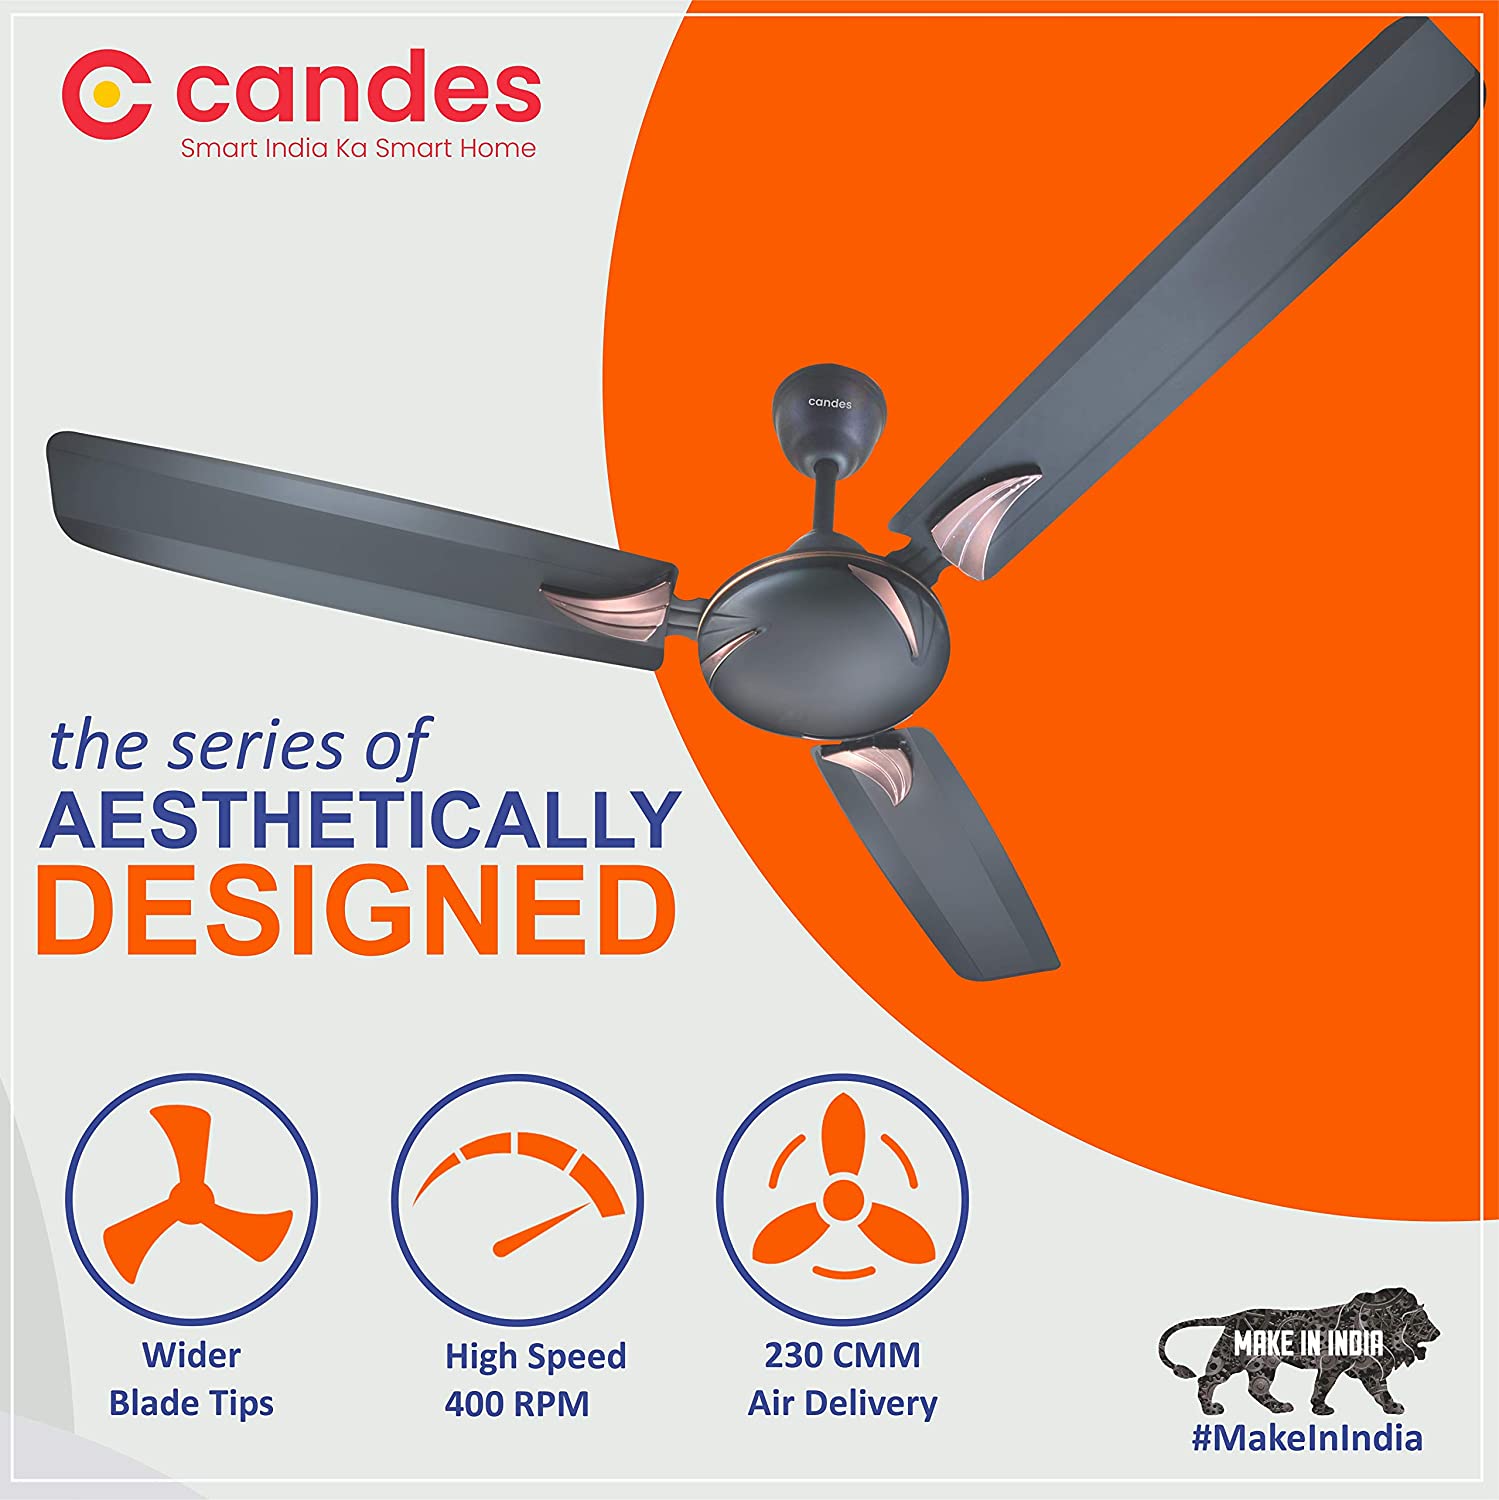 candes
Smart India Ka Smart Home
candes
the series of
AESTHETICALLY
DESIGNED
Wider
Blade Tips
High Speed
400 RPM
230 CMM
Air Delivery
MAKE IN INDIA
#MakeInIndia